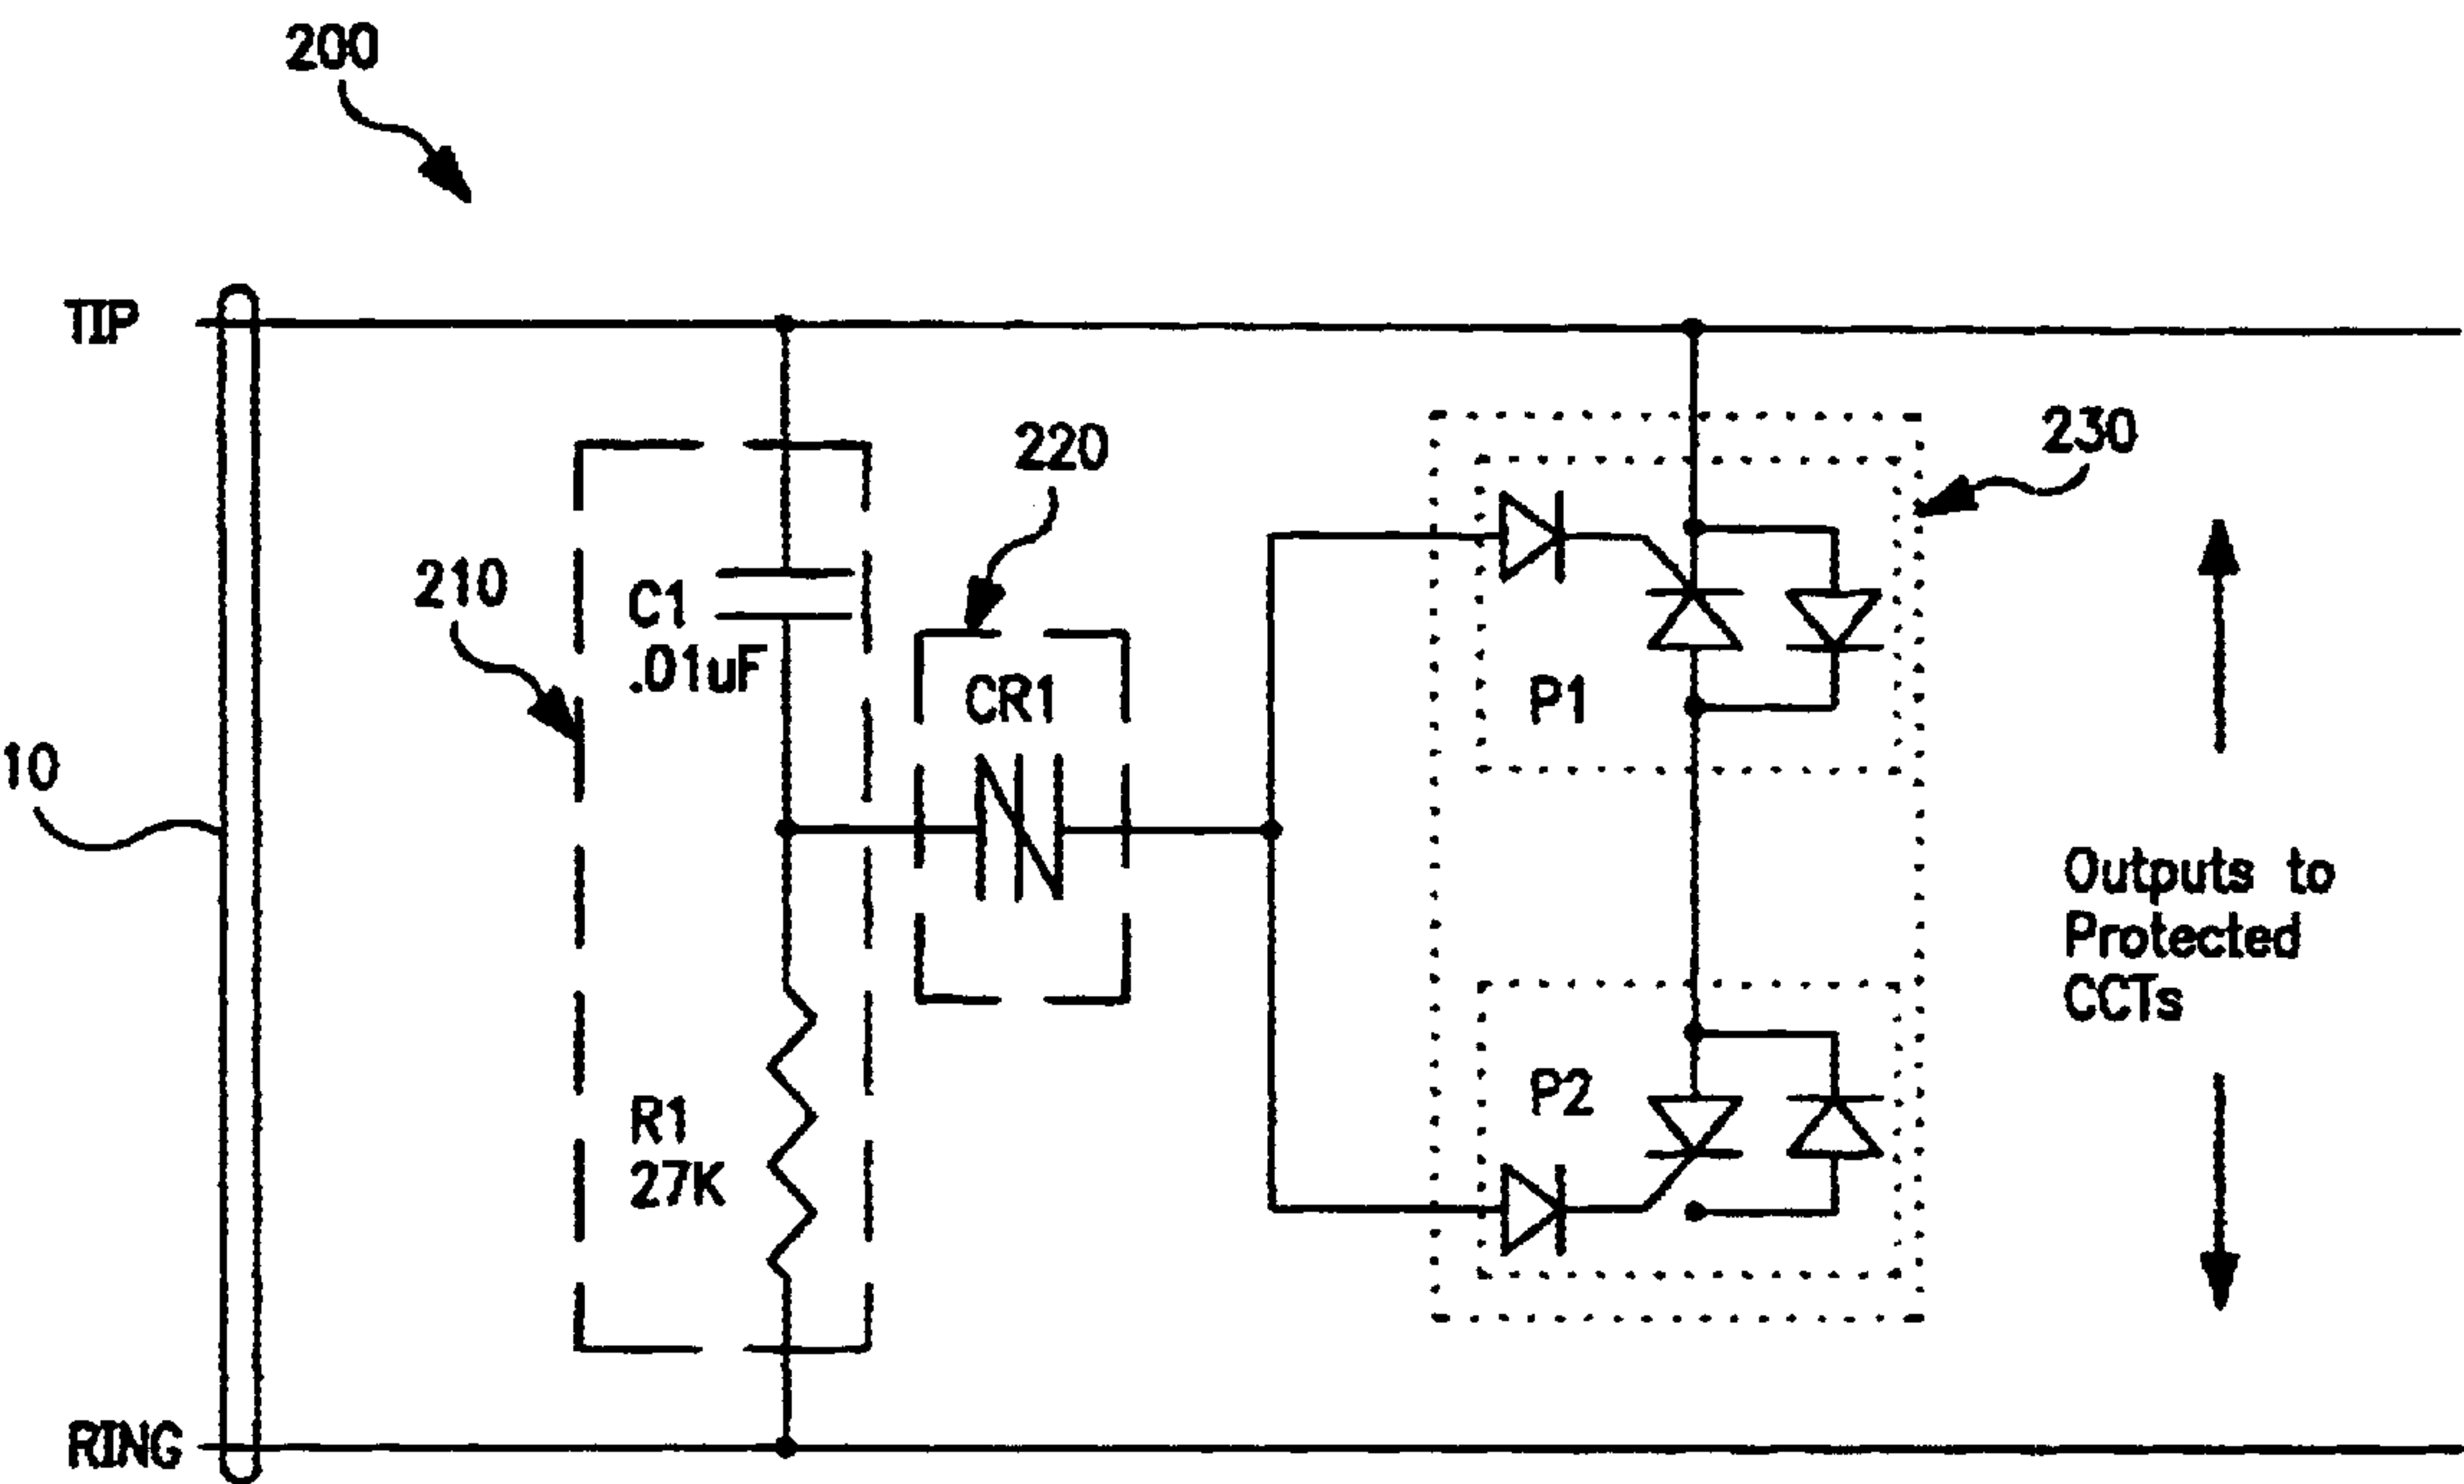 200
TIP
220
230
210
C1
.01uF
CR1
P1
10
Outputs to
Protected
CCTs
P2
R1
27K
RING